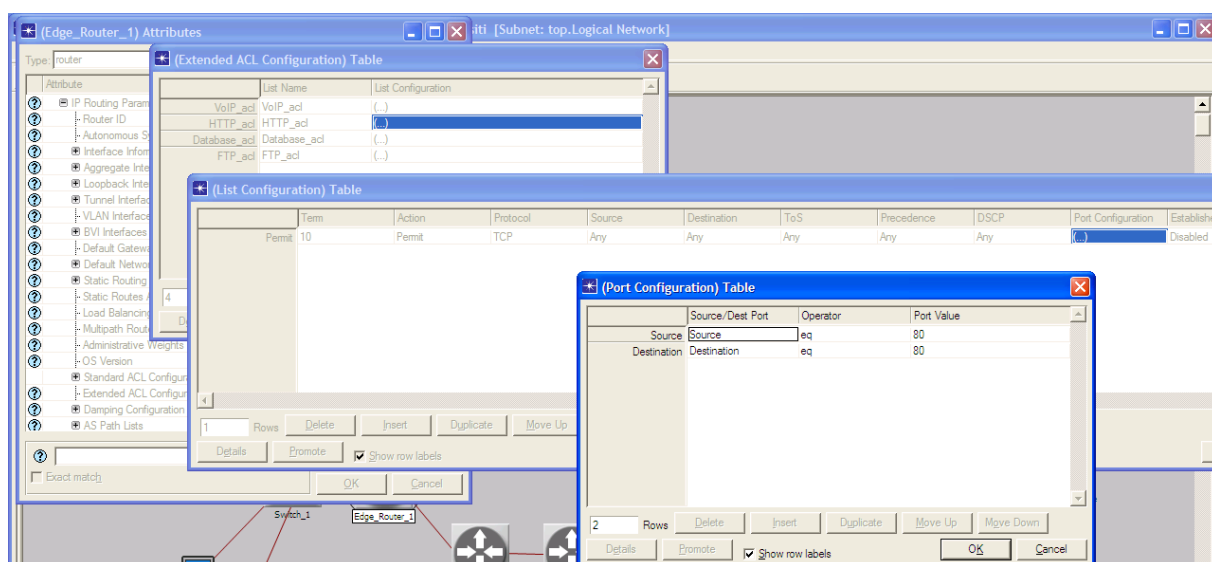 (Edge_Router_1) Attributes
iti [Subnet: top.Logical Network]
Type: router
Attribute
IP Routing Param
Router ID
Autonomous Sy
Interface Inform
Aggregate Inte
Loopback Inte
Tunnel Interfac
VLAN Interface
BVI Interfaces
Default Gatewa
Default Networ
Static Routing
Static Routes A
Load Balancing
Multipath Route
Administrative Weights
OS Version
Standard ACL Configura
Extended ACL Configur
Damping Configuration
AS Path Lists
Exact match
OK Cancel
(Extended ACL Configuration) Table
List Name List Configuration
VoIP_acl VoIP_acl (...)
HTTP_acl HTTP_acl (...)
Database_acl Database_acl (...)
FTP_acl FTP_acl (...)
4
De
(List Configuration) Table
Term Action Protocol Source Destination ToS Precedence DSCP Port Configuration Establishe
Permit 10 Permit TCP Any Any Any Any Any (...) Disabled
1 Rows Delete Insert Duplicate Move Up
Details Promote Show row labels
(Port Configuration) Table
Source/Dest Port Operator Port Value
Source Source eq 80
Destination Destination eq 80
2 Rows Delete Insert Duplicate Move Up Move Down
Details Promote Show row labels OK Cancel
Switch_1
Edge_Router_1